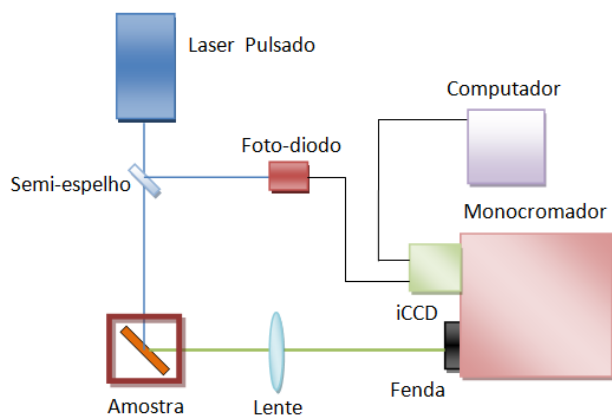 Laser Pulsado
Computador
Foto-diodo
Semi-espelho
Monocromador
iCCD
Fenda
Amostra
Lente